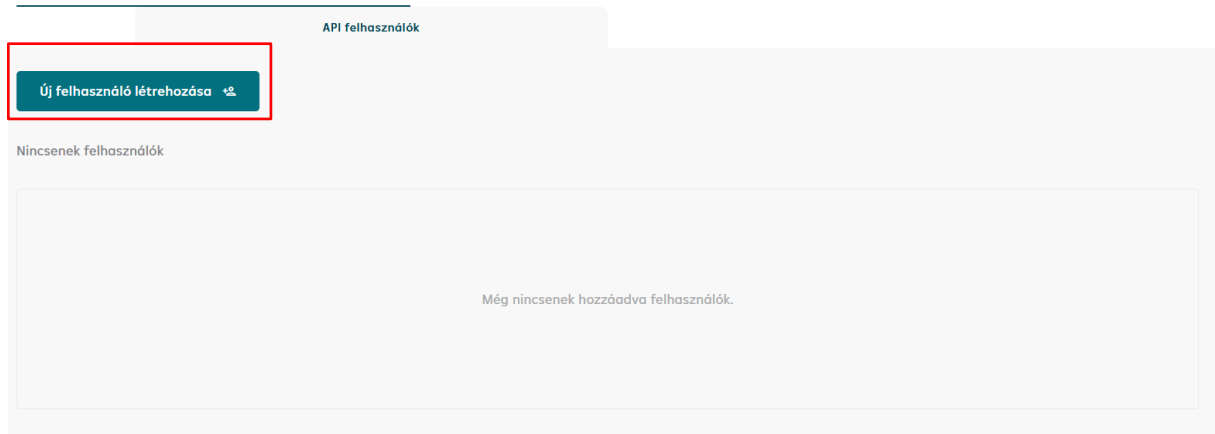 API felhasználók
Új felhasználó létrehozása
Nincsenek felhasználók
Még nincsenek hozzáadva felhasználók.